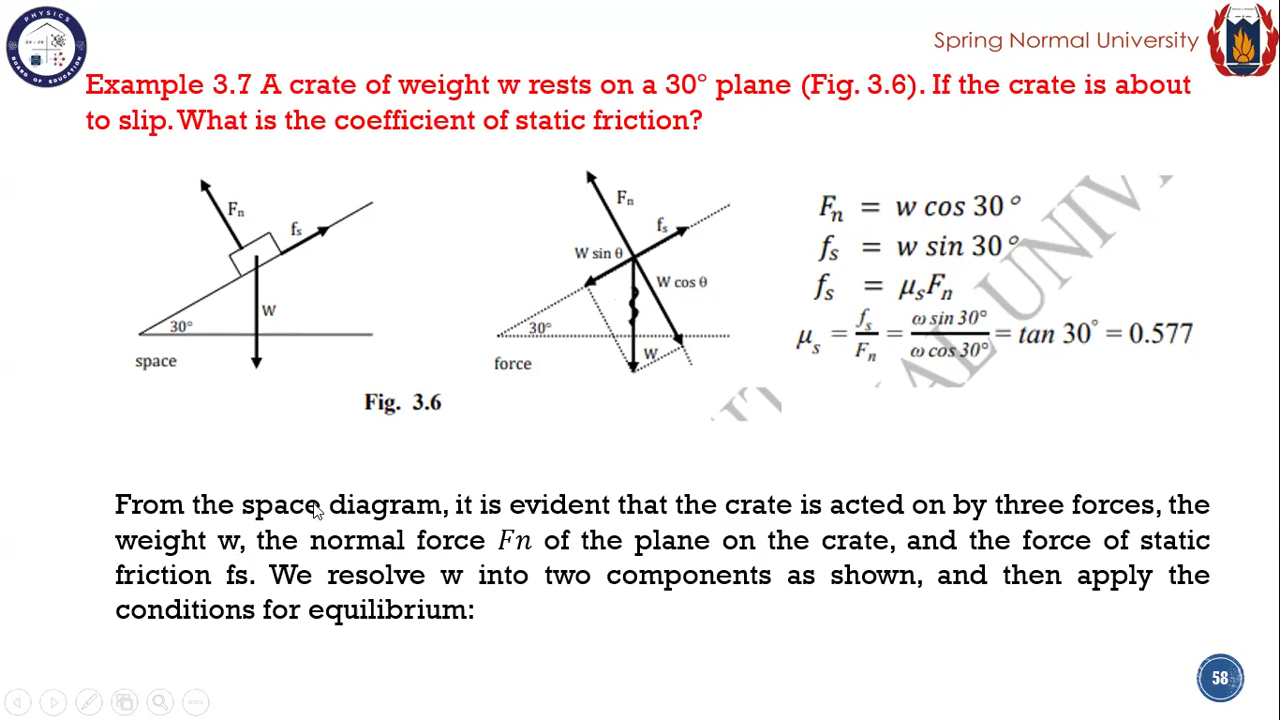 PHYSICS
BOARD OF EDUCATION
Spring Normal University
Example 3.7 A crate of weight w rests on a 30° plane (Fig. 3.6). If the crate is about
to slip. What is the coefficient of static friction?
Fn
fs
W
30°
space
Fn
fs
W sin θ
W cos θ
30°
W
force
Fig. 3.6
Fn = w cos 30°
fs = w sin 30°
fs = μsFn
μs = fs/Fn = ω sin 30°/ω cos 30° = tan 30° = 0.577
From the space diagram, it is evident that the crate is acted on by three forces, the
weight w, the normal force Fn of the plane on the crate, and the force of static
friction fs. We resolve w into two components as shown, and then apply the
conditions for equilibrium:
58